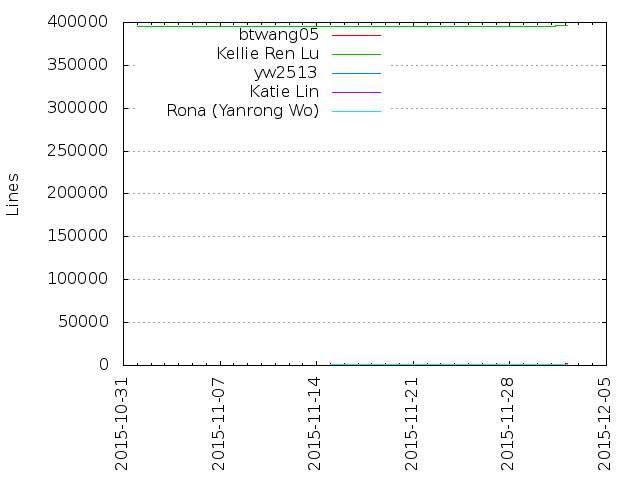 400000
350000
300000
250000
200000
150000
100000
50000
0
Lines
btwang05
Kellie Ren Lu
yw2513
Katie Lin
Rona (Yanrong Wo)
2015-10-31
2015-11-07
2015-11-14
2015-11-21
2015-11-28
2015-12-05